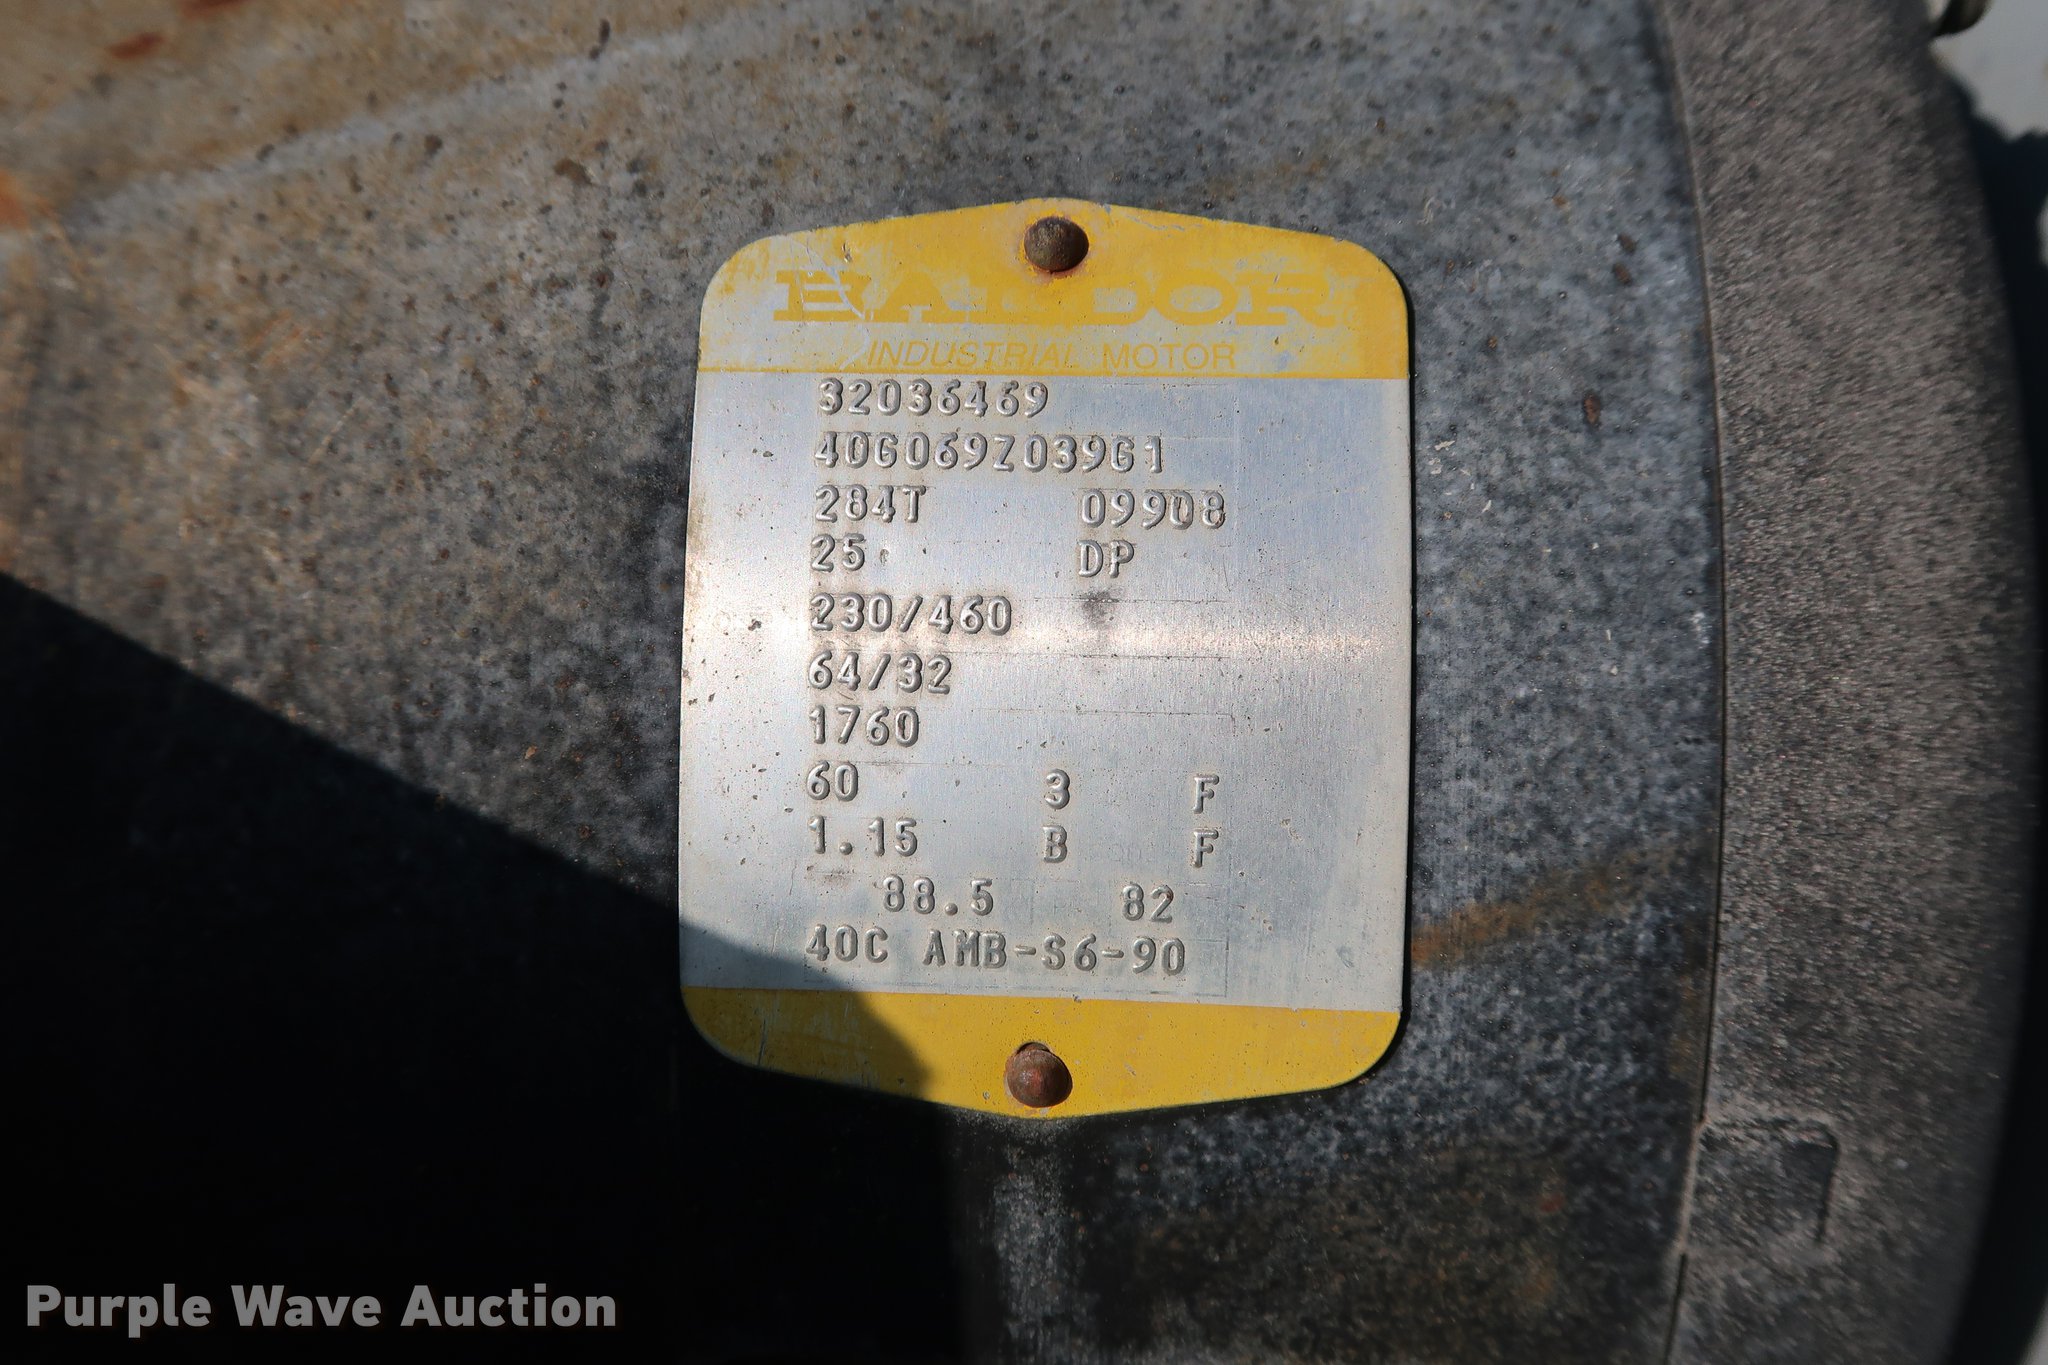 BALDOR
INDUSTRIAL MOTOR
32036469
40G069Z039G1
284T 09908
25 DP
230/460
64/32
1760
60 3 F
1.15 B F
88.5 82
40C AMB-S6-90
Purple Wave Auction